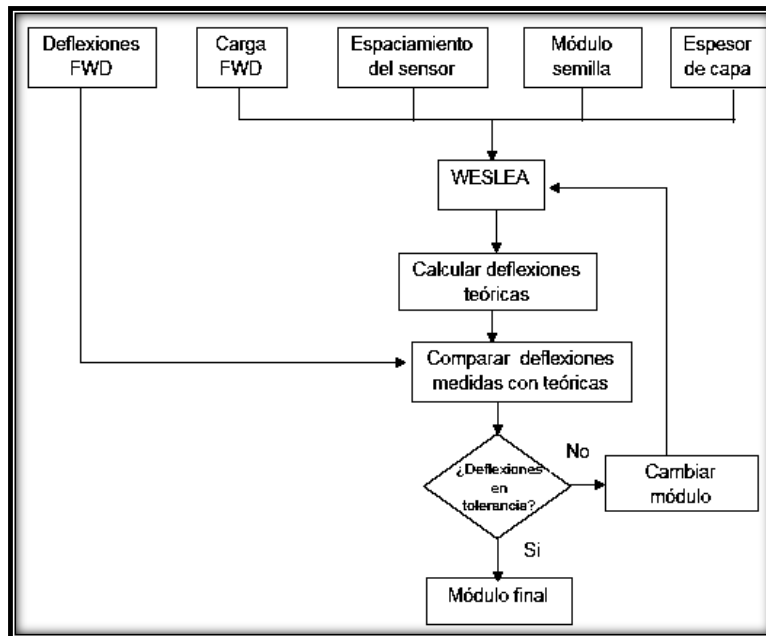 Deflexiones
FWD
Carga
FWD
Espaciamiento
del sensor
Módulo
semilla
Espesor
de capa
WESLEA
Calcular deflexiones
teóricas
Comparar deflexiones
medidas con teóricas
¿Deflexiones
en
tolerancia?
No
Cambiar
módulo
Si
Módulo final